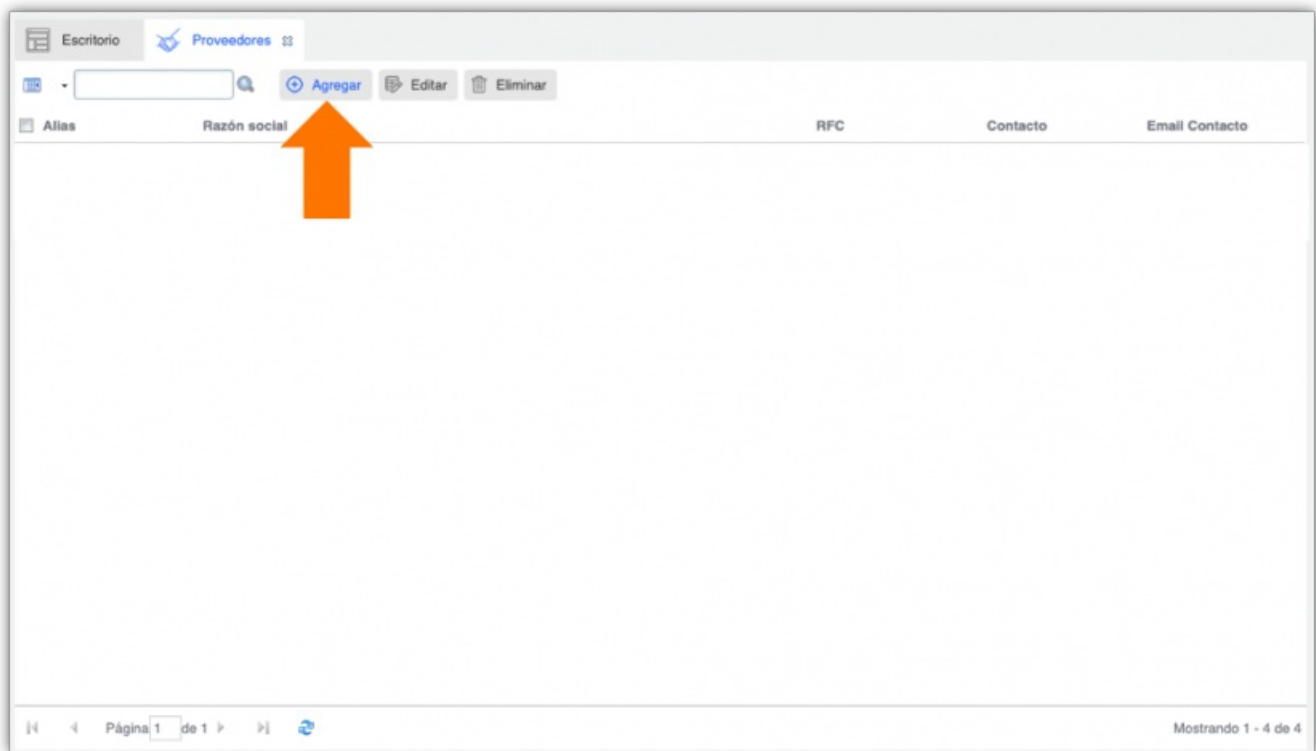 Escritorio Proveedores
Agregar Editar Eliminar
Alias Razón social RFC Contacto Email Contacto
Página 1 de 1 Mostrando 1 - 4 de 4